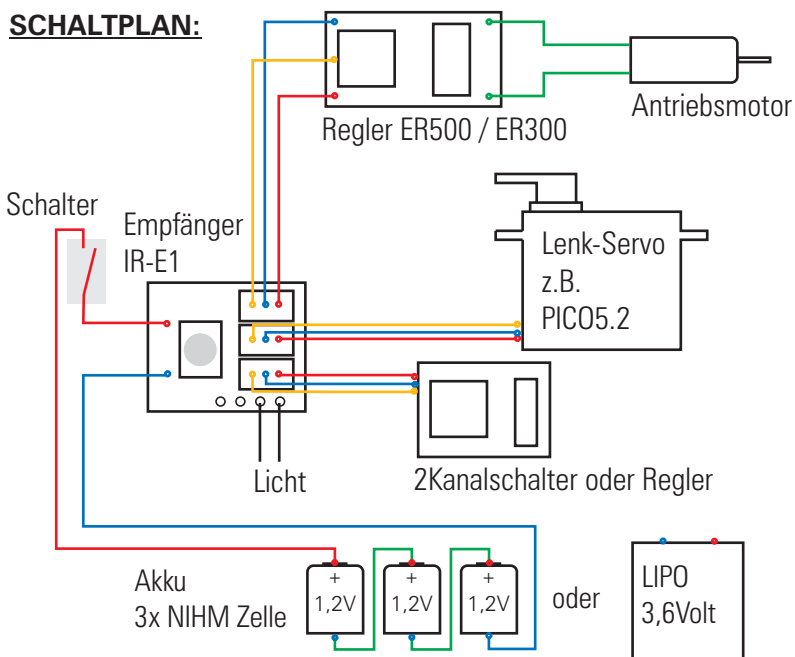 SCHALTPLAN:
Regler ER500 / ER300
Antriebsmotor
Schalter
Empfänger
IR-E1
Lenk-Servo
z.B.
PICO5.2
Licht
2Kanalschalter oder Regler
Akku
3x NIHM Zelle
+
1,2V
+
1,2V
+
1,2V
oder
LIPO
3,6Volt